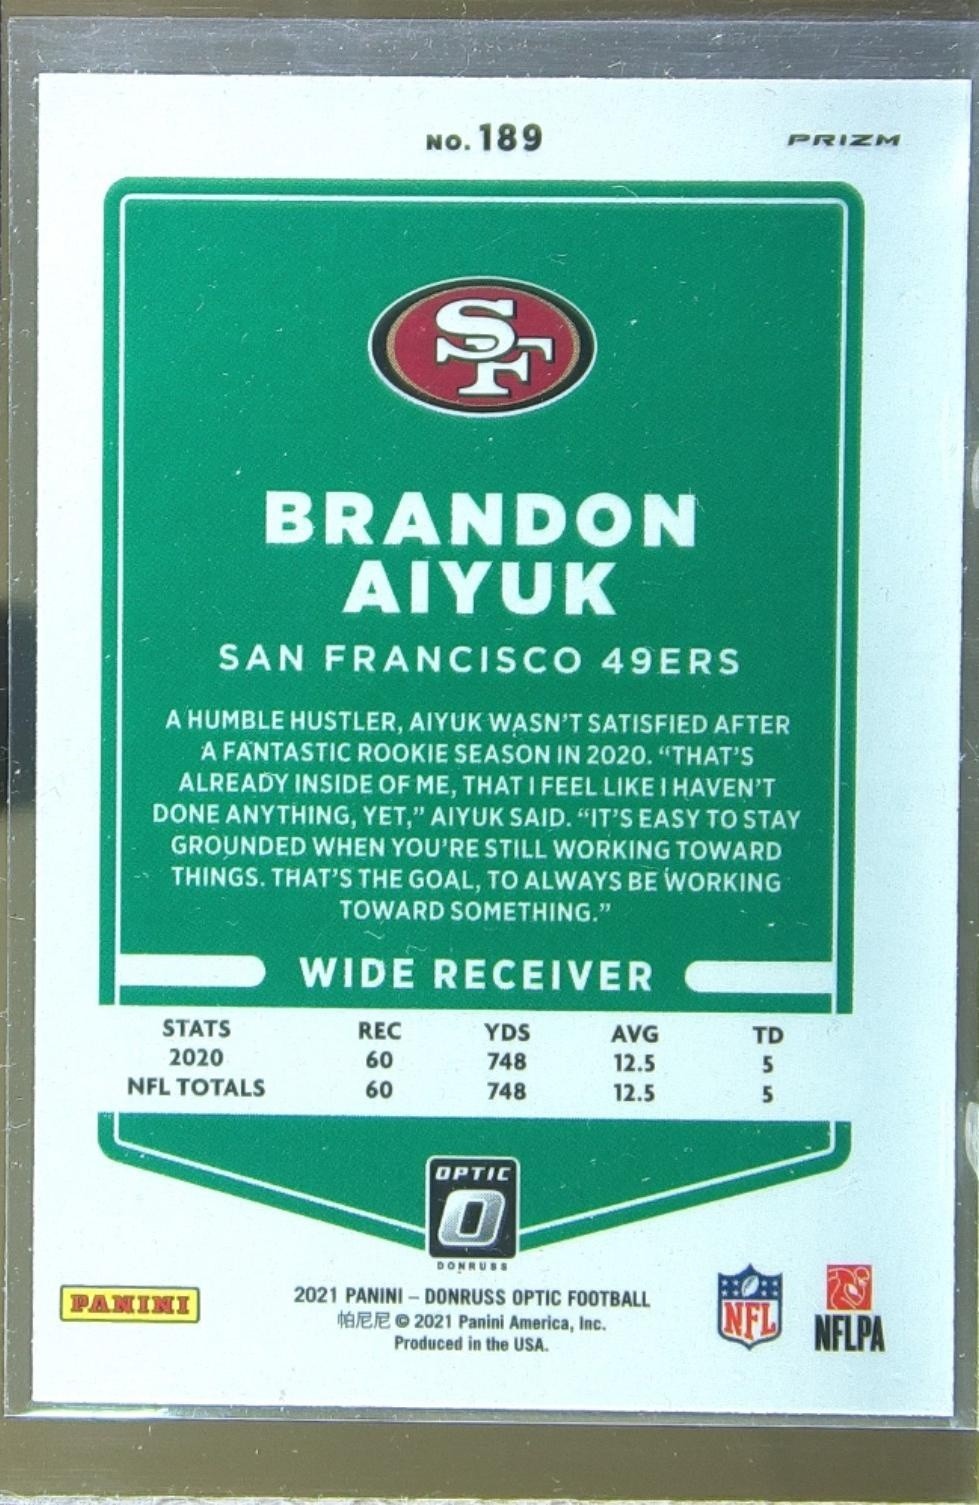 NO. 189
PRIZM
SF
BRANDON
AIYUK
SAN FRANCISCO 49ERS
A HUMBLE HUSTLER, AIYUK WASN'T SATISFIED AFTER
A FANTASTIC ROOKIE SEASON IN 2020. "THAT'S
ALREADY INSIDE OF ME, THAT I FEEL LIKE I HAVEN'T
DONE ANYTHING, YET," AIYUK SAID. "IT'S EASY TO STAY
GROUNDED WHEN YOU'RE STILL WORKING TOWARD
THINGS. THAT'S THE GOAL, TO ALWAYS BE WORKING
TOWARD SOMETHING."
WIDE RECEIVER
STATS REC YDS AVG TD
2020 60 748 12.5 5
NFL TOTALS 60 748 12.5 5
OPTIC
O
DONRUSS
PANINI
2021 PANINI – DONRUSS OPTIC FOOTBALL
帕尼尼 © 2021 Panini America, Inc.
Produced in the USA.
NFL
NFLPA